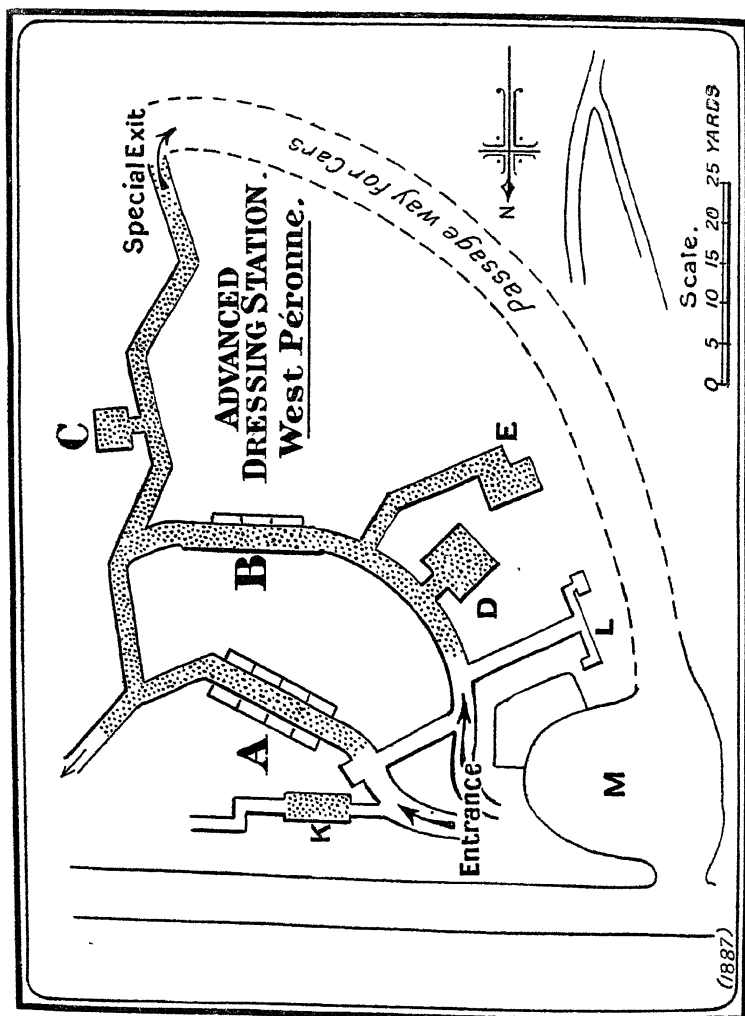 Special Exit
ADVANCED
DRESSING STATION.
West Péronne.
Passage way for Cars
N
Scale.
0 5 10 15 20 25 YARDS
C
B
A
E
D
L
K
M
Entrance
(1887)